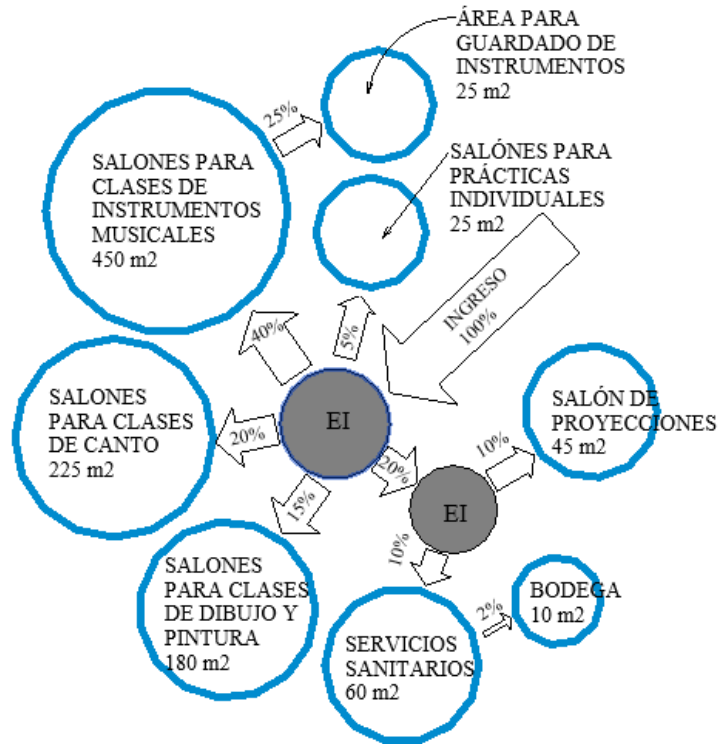 ÁREA PARA
GUARDADO DE
INSTRUMENTOS
25 m2
25%
SALONES PARA
CLASES DE
INSTRUMENTOS
MUSICALES
450 m2
SALÓNES PARA
PRÁCTICAS
INDIVIDUALES
25 m2
INGRESO
100%
40%
5%
SALONES
PARA CLASES
DE CANTO
225 m2
20%
EI
SALÓN DE
PROYECCIONES
45 m2
20%
10%
15%
EI
10%
SALONES
PARA CLASES
DE DIBUJO Y
PINTURA
180 m2
SERVICIOS
SANITARIOS
60 m2
2%
BODEGA
10 m2